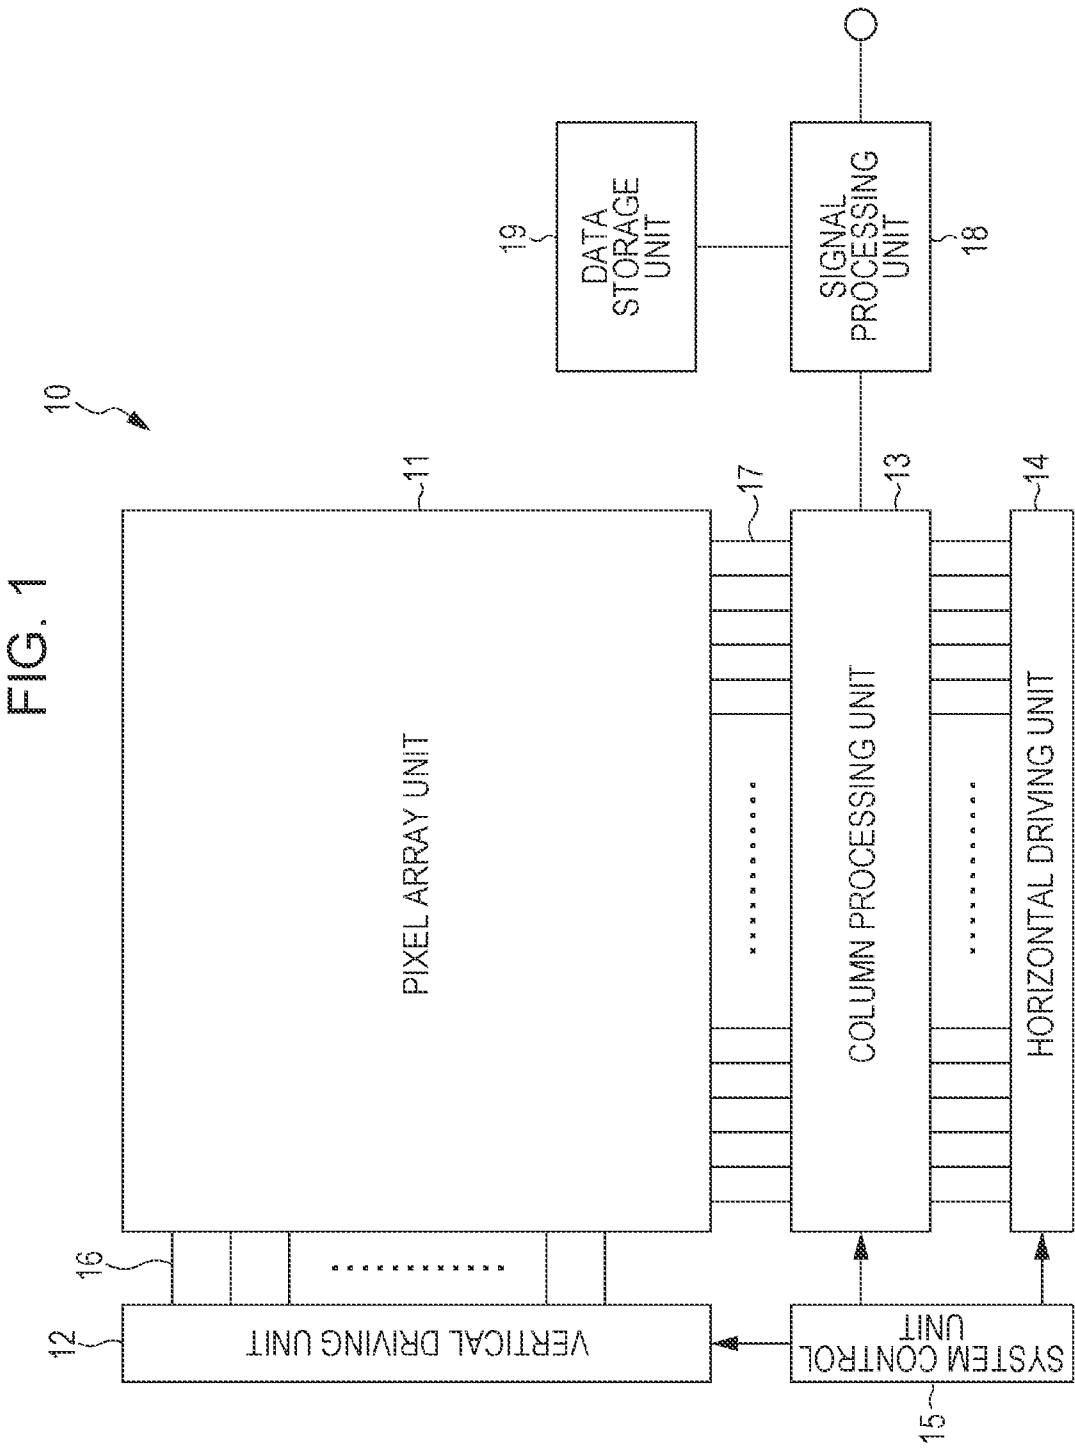 FIG. 1
10
11
PIXEL ARRAY UNIT
12
VERTICAL DRIVING UNIT
16
17
13
COLUMN PROCESSING UNIT
14
HORIZONTAL DRIVING UNIT
15
SYSTEM CONTROL
UNIT
19
DATA
STORAGE
UNIT
18
SIGNAL
PROCESSING
UNIT